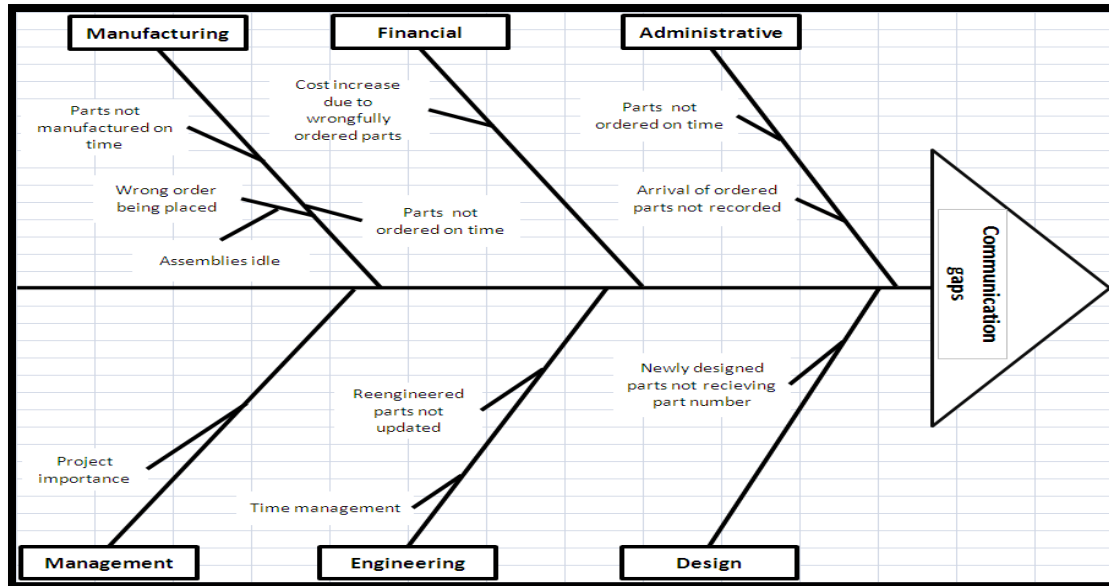 Manufacturing
Financial
Administrative
Parts not
manufactured on
time
Cost increase
due to
wrongfully
ordered parts
Parts not
ordered on time
Wrong order
being placed
Parts not
ordered on time
Assemblies idle
Arrival of ordered
parts not recorded
Communication
gaps
Project
importance
Reengineered
parts not
updated
Time management
Newly designed
parts not recieving
part number
Management
Engineering
Design